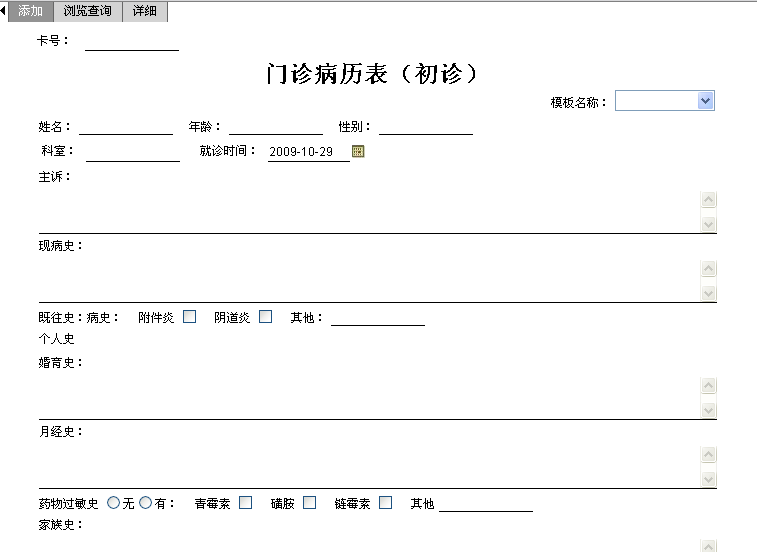 添加 浏览查询 详细
卡号：
门诊病历表（初诊）
模板名称：
姓名： 年龄： 性别：
科室： 就诊时间： 2009-10-29
主诉：
现病史：
既往史：病史： 附件炎 阴道炎 其他：
个人史
婚育史：
月经史：
药物过敏史 无 有： 青霉素 磺胺 链霉素 其他
家族史：